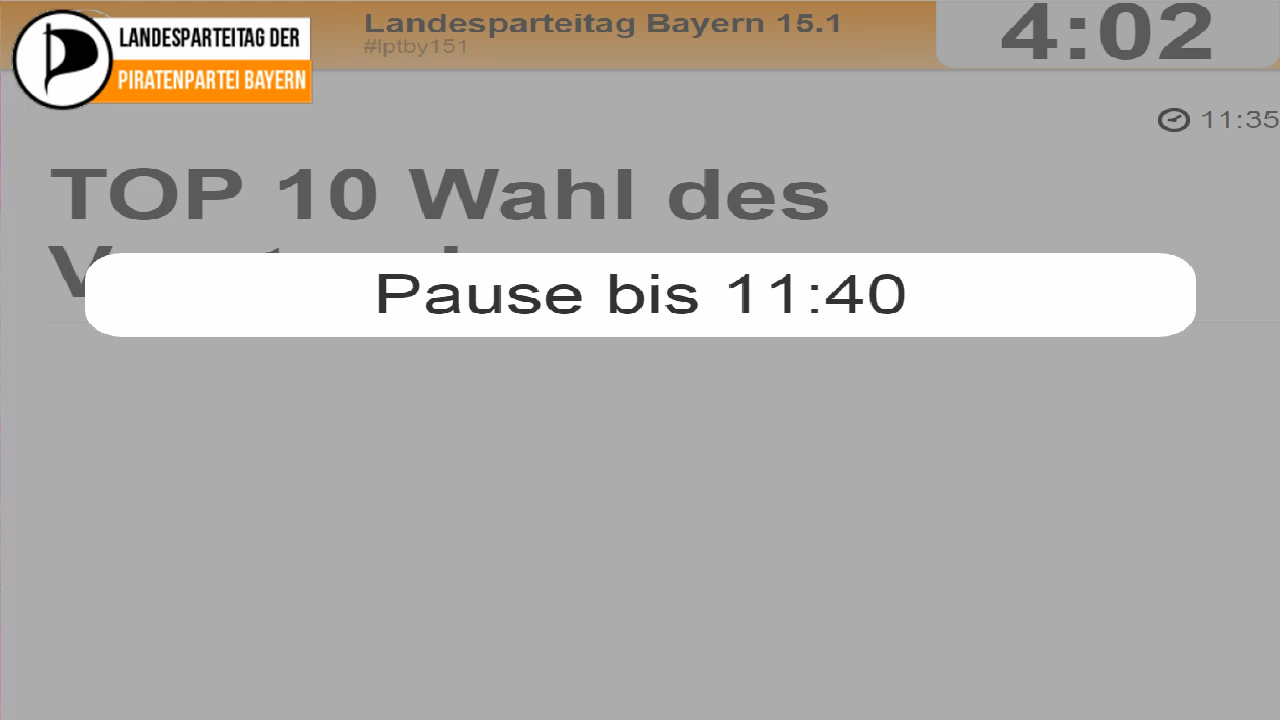 LANDESPARTEITAG DER
PIRATENPARTEI BAYERN
Landesparteitag Bayern 15.1
#lptby151
4:02
11:35
TOP 10 Wahl des
Pause bis 11:40